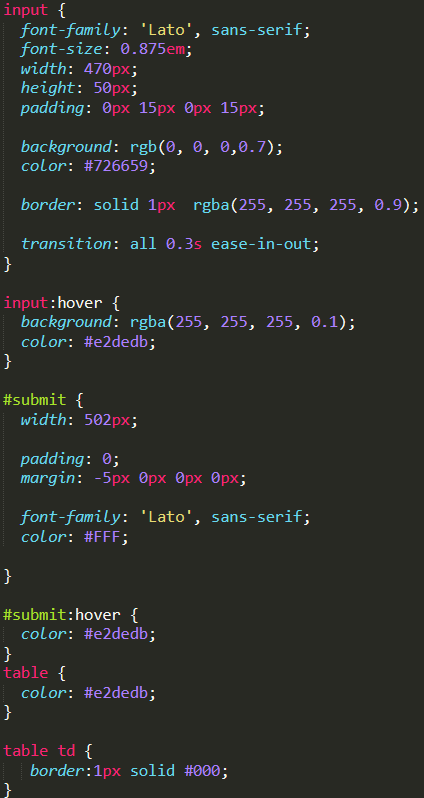 input {
font-family: 'Lato', sans-serif;
font-size: 0.875em;
width: 470px;
height: 50px;
padding: 0px 15px 0px 15px;
background: rgb(0, 0, 0,0.7);
color: #726659;
border: solid 1px  rgba(255, 255, 255, 0.9);
transition: all 0.3s ease-in-out;
}
input:hover {
background: rgba(255, 255, 255, 0.1);
color: #e2dedb;
}
#submit {
width: 502px;
padding: 0;
margin: -5px 0px 0px 0px;
font-family: 'Lato', sans-serif;
color: #FFF;
}
#submit:hover {
color: #e2dedb;
}
table {
color: #e2dedb;
}
table td {
border:1px solid #000;
}